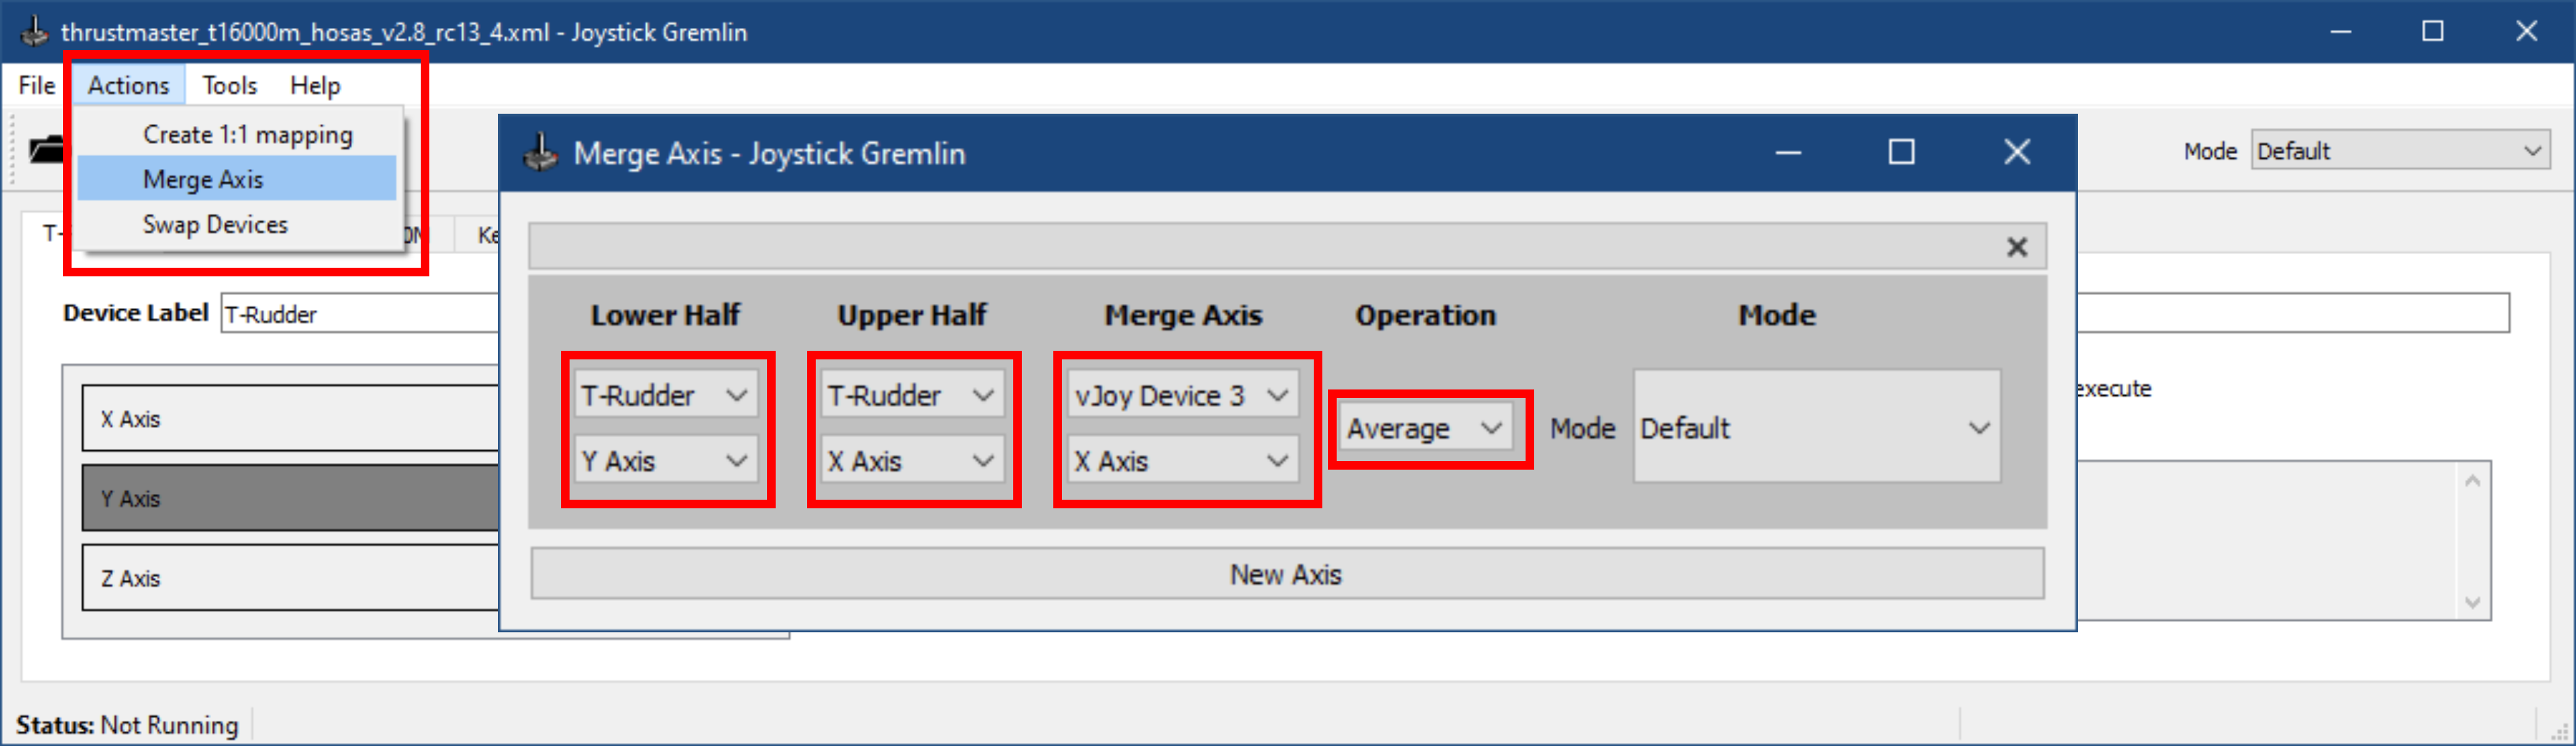 thrustmaster_t16000m_hosas_v2.8_rc13_4.xml - Joystick Gremlin
File Actions Tools Help
Create 1:1 mapping
Merge Axis
Swap Devices
Mode Default
Merge Axis - Joystick Gremlin
Device Label T-Rudder
X Axis
Y Axis
Z Axis
Lower Half Upper Half Merge Axis Operation Mode
T-Rudder T-Rudder vJoy Device 3
Average Mode Default
Y Axis X Axis X Axis
New Axis
execute
Status: Not Running